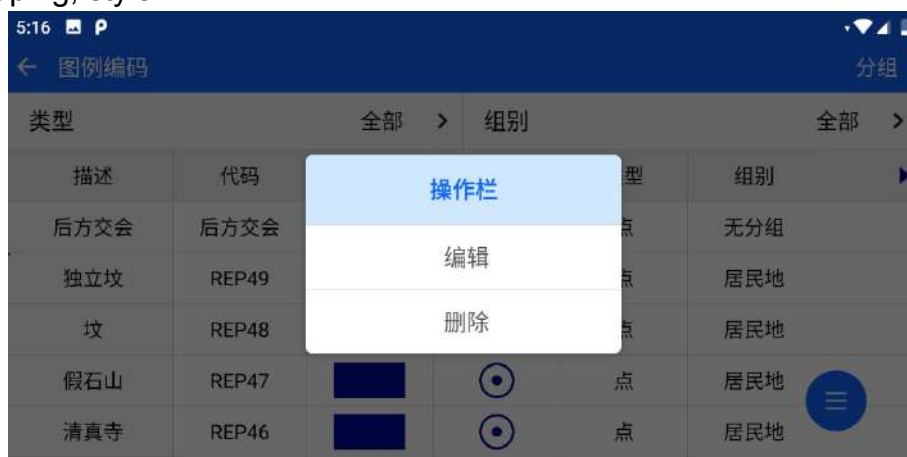 5:16
图例编码 分组
类型 全部 组别 全部
描述 代码 型 组别
操作栏
后方交会 后方交会 点 无分组
编辑
独立坟 REP49 点 居民地
删除
坟 REP48 点 居民地
假石山 REP47 点 居民地
清真寺 REP46 点 居民地